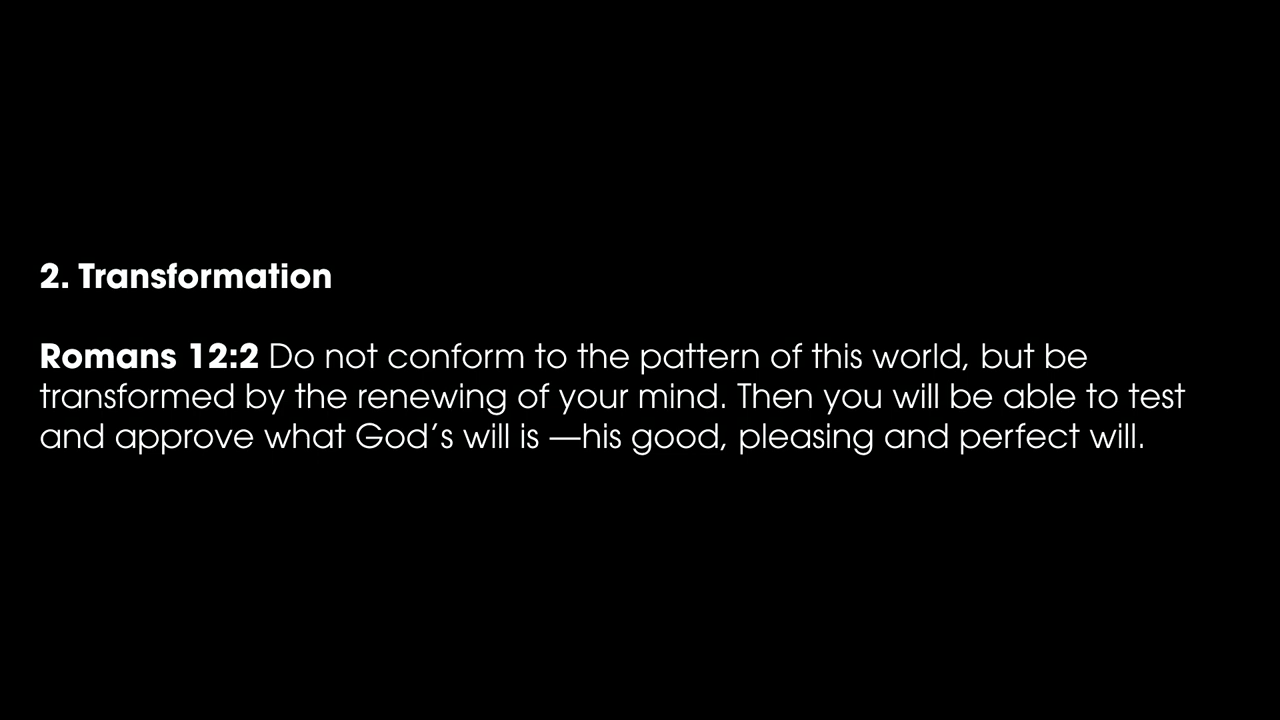 2. Transformation
Romans 12:2 Do not conform to the pattern of this world, but be
transformed by the renewing of your mind. Then you will be able to test
and approve what God’s will is —his good, pleasing and perfect will.